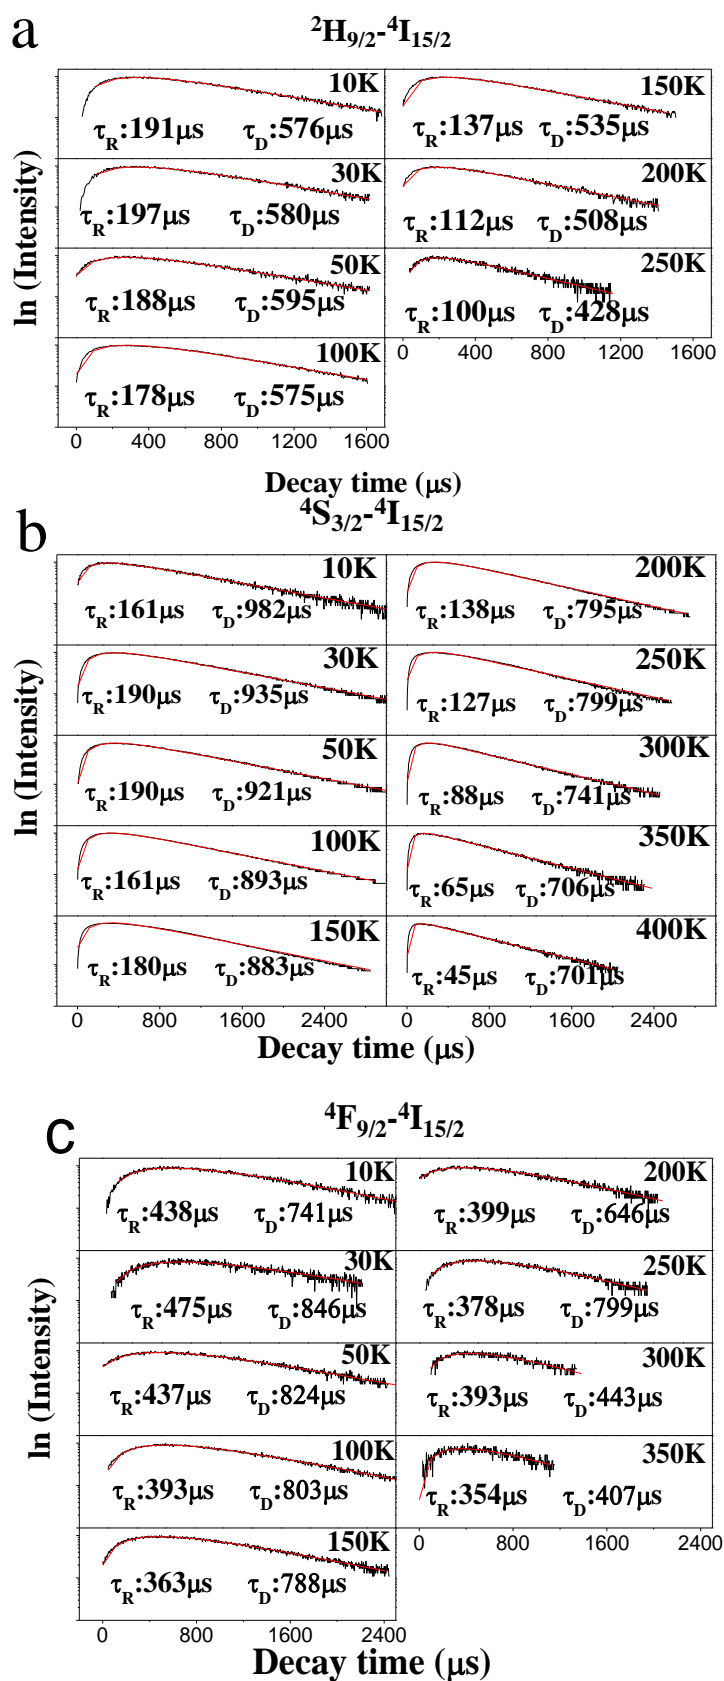 a
²H₉/₂-⁴I₁₅/₂
ln (Intensity)
10K
τR:191μs τD:576μs
30K
τR:197μs τD:580μs
50K
τR:188μs τD:595μs
100K
τR:178μs τD:575μs
0 400 800 1200 1600
150K
τR:137μs τD:535μs
200K
τR:112μs τD:508μs
250K
τR:100μs τD:428μs
0 400 800 1200 1600
Decay time (μs)
b
⁴S₃/₂-⁴I₁₅/₂
ln (Intensity)
10K
τR:161μs τD:982μs
30K
τR:190μs τD:935μs
50K
τR:190μs τD:921μs
100K
τR:161μs τD:893μs
150K
τR:180μs τD:883μs
0 800 1600 2400
200K
τR:138μs τD:795μs
250K
τR:127μs τD:799μs
300K
τR:88μs τD:741μs
350K
τR:65μs τD:706μs
400K
τR:45μs τD:701μs
0 800 1600 2400
Decay time (μs)
c
⁴F₉/₂-⁴I₁₅/₂
ln (Intensity)
10K
τR:438μs τD:741μs
30K
τR:475μs τD:846μs
50K
τR:437μs τD:824μs
100K
τR:393μs τD:803μs
150K
τR:363μs τD:788μs
0 800 1600 2400
200K
τR:399μs τD:646μs
250K
τR:378μs τD:799μs
300K
τR:393μs τD:443μs
350K
τR:354μs τD:407μs
0 800 1600 2400
Decay time (μs)